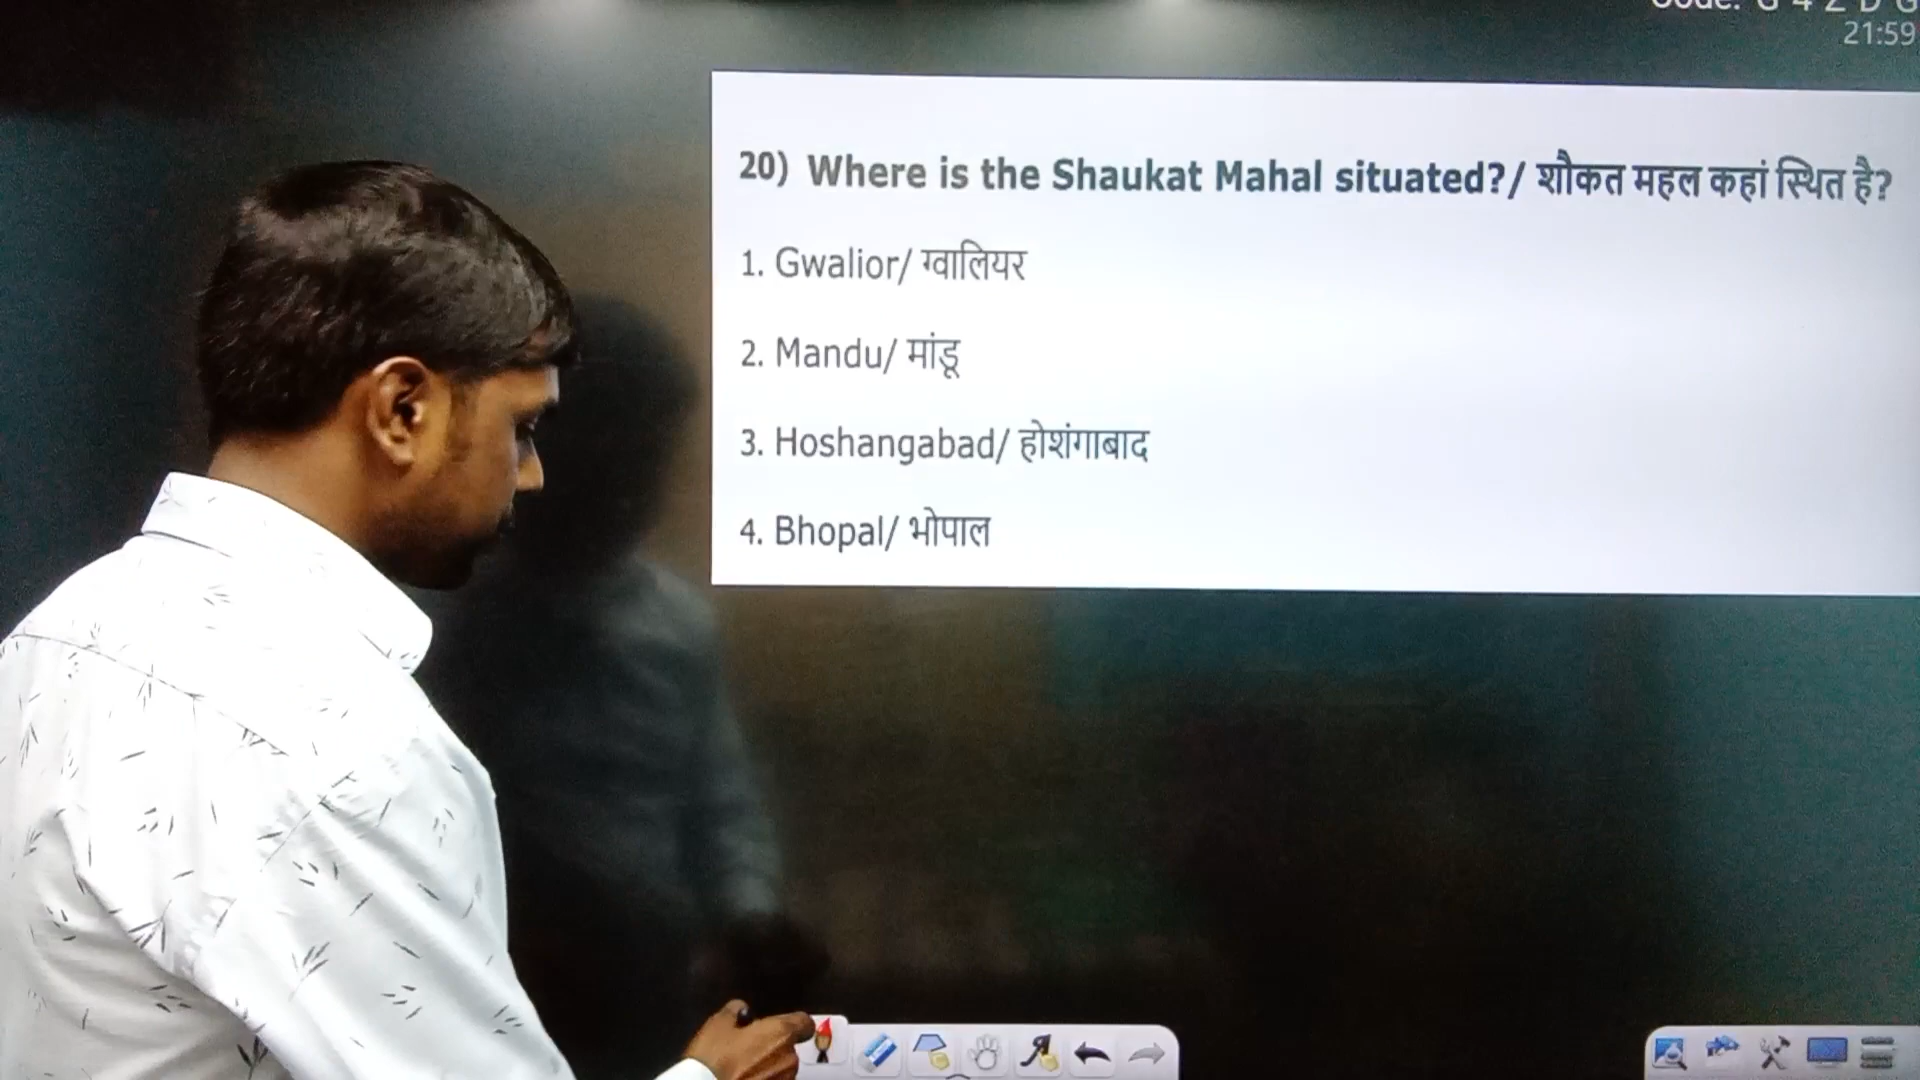 21:59
20) Where is the Shaukat Mahal situated?/ शौकत महल कहां स्थित है?
1. Gwalior/ ग्वालियर
2. Mandu/ मांडू
3. Hoshangabad/ होशंगाबाद
4. Bhopal/ भोपाल